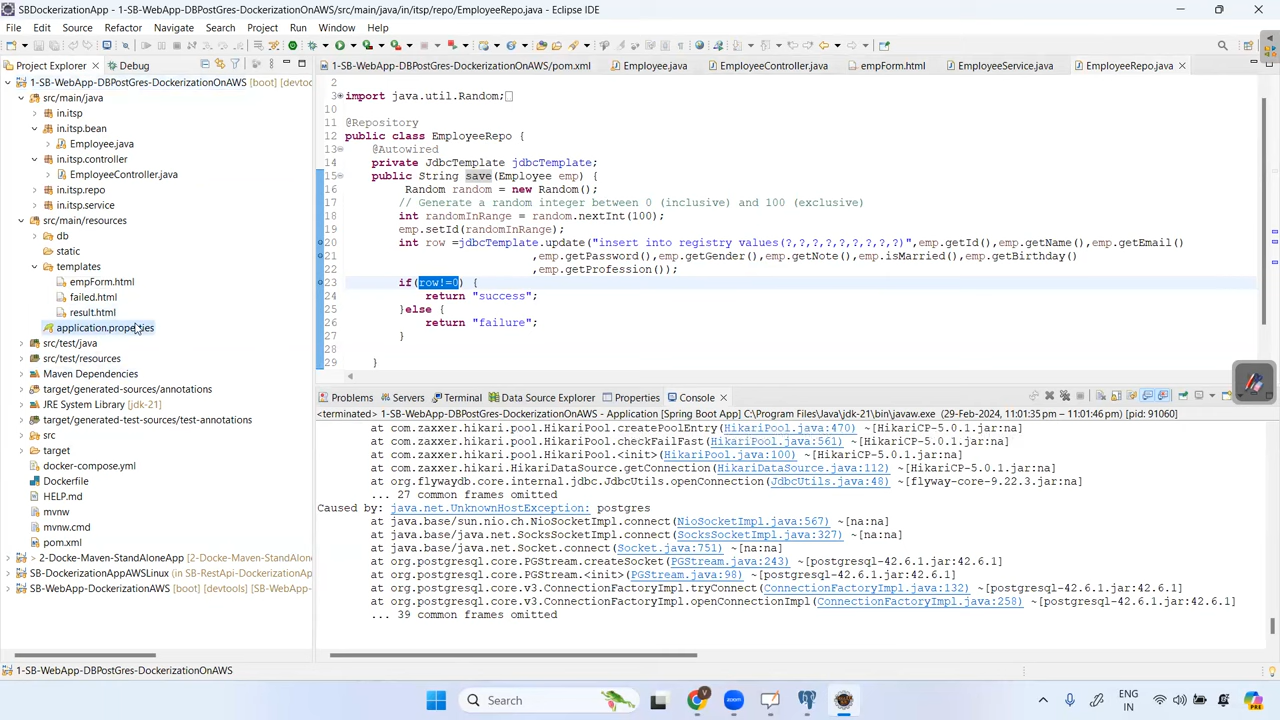 SBDockerizationApp - 1-SB-WebApp-DBPostGres-DockerizationOnAWS/src/main/java/in/itsp/repo/EmployeeRepo.java - Eclipse IDE
File Edit Source Refactor Navigate Search Project Run Window Help
Project Explorer
Debug
1-SB-WebApp-DBPostGres-DockerizationOnAWS [boot] [devtoo
src/main/java
in.itsp
in.itsp.bean
Employee.java
in.itsp.controller
EmployeeController.java
in.itsp.repo
in.itsp.service
src/main/resources
db
static
templates
empForm.html
failed.html
result.html
application.properties
src/test/java
src/test/resources
Maven Dependencies
target/generated-sources/annotations
JRE System Library [jdk-21]
target/generated-test-sources/test-annotations
src
target
docker-compose.yml
Dockerfile
HELP.md
mvnw
mvnw.cmd
pom.xml
> 2-Docke-Maven-StandAloneApp [2-Docke-Maven-StandAlon
SB-DockerizationAppAWSLinux (in SB-RestApi-Dockerization
SB-WebApp-DockerizationAWS [boot] [devtools] [SB-WebApp-
1-SB-WebApp-DBPostGres-DockerizationOnAWS/pom.xml
Employee.java
EmployeeController.java
empForm.html
EmployeeService.java
EmployeeRepo.java
2
3 import java.util.Random;
10
11 @Repository
12 public class EmployeeRepo {
13 @Autowired
14 private JdbcTemplate jdbcTemplate;
15 public String save(Employee emp) {
16 Random random = new Random();
17 // Generate a random integer between 0 (inclusive) and 100 (exclusive)
18 int randomInRange = random.nextInt(100);
19 emp.setId(randomInRange);
20 int row =jdbcTemplate.update("insert into registry values(?,?,?,?,?,?,?,?,?)",emp.getId(),emp.getName(),emp.getEmail()
21 ,emp.getPassword(),emp.getGender(),emp.getNote(),emp.isMarried(),emp.getBirthday()
22 ,emp.getProfession());
23 if(row!=0) {
24 return "success";
25 }else {
26 return "failure";
27 }
28
29 }
Problems
Servers
Terminal
Data Source Explorer
Properties
Console
<terminated> 1-SB-WebApp-DBPostGres-DockerizationOnAWS - Application [Spring Boot App] C:\Program Files\Java\jdk-21\bin\javaw.exe (29-Feb-2024, 11:01:35 pm – 11:01:46 pm) [pid: 91060]
at com.zaxxer.hikari.pool.HikariPool.createPoolEntry(HikariPool.java:470) ~[HikariCP-5.0.1.jar:na]
at com.zaxxer.hikari.pool.HikariPool.checkFailFast(HikariPool.java:561) ~[HikariCP-5.0.1.jar:na]
at com.zaxxer.hikari.pool.HikariPool.<init>(HikariPool.java:100) ~[HikariCP-5.0.1.jar:na]
at com.zaxxer.hikari.HikariDataSource.getConnection(HikariDataSource.java:112) ~[HikariCP-5.0.1.jar:na]
at org.flywaydb.core.internal.jdbc.JdbcUtils.openConnection(JdbcUtils.java:48) ~[flyway-core-9.22.3.jar:na]
... 27 common frames omitted
Caused by: java.net.UnknownHostException: postgres
at java.base/sun.nio.ch.NioSocketImpl.connect(NioSocketImpl.java:567) ~[na:na]
at java.base/java.net.SocksSocketImpl.connect(SocksSocketImpl.java:327) ~[na:na]
at java.base/java.net.Socket.connect(Socket.java:751) ~[na:na]
at org.postgresql.core.PGStream.createSocket(PGStream.java:243) ~[postgresql-42.6.1.jar:42.6.1]
at org.postgresql.core.PGStream.<init>(PGStream.java:98) ~[postgresql-42.6.1.jar:42.6.1]
at org.postgresql.core.v3.ConnectionFactoryImpl.tryConnect(ConnectionFactoryImpl.java:132) ~[postgresql-42.6.1.jar:42.6.1]
at org.postgresql.core.v3.ConnectionFactoryImpl.openConnectionImpl(ConnectionFactoryImpl.java:258) ~[postgresql-42.6.1.jar:42.6.1]
... 39 common frames omitted
1-SB-WebApp-DBPostGres-DockerizationOnAWS
Search
zoom
ENG
IN
PRE